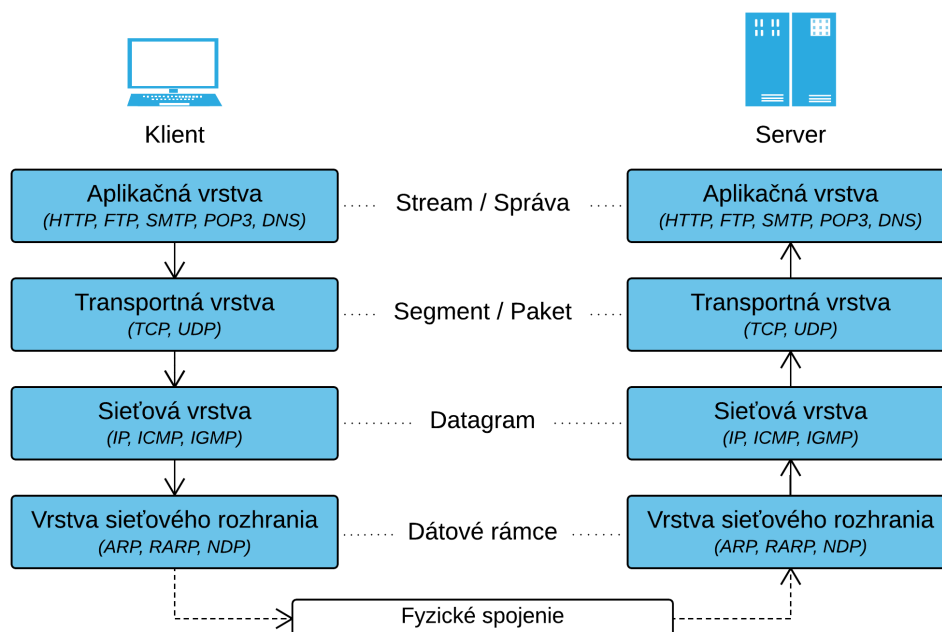 Klient
Server
Aplikačná vrstva
(HTTP, FTP, SMTP, POP3, DNS)
Stream / Správa
Aplikačná vrstva
(HTTP, FTP, SMTP, POP3, DNS)
Transportná vrstva
(TCP, UDP)
Segment / Paket
Transportná vrstva
(TCP, UDP)
Sieťová vrstva
(IP, ICMP, IGMP)
Datagram
Sieťová vrstva
(IP, ICMP, IGMP)
Vrstva sieťového rozhrania
(ARP, RARP, NDP)
Dátové rámce
Vrstva sieťového rozhrania
(ARP, RARP, NDP)
Fyzické spojenie